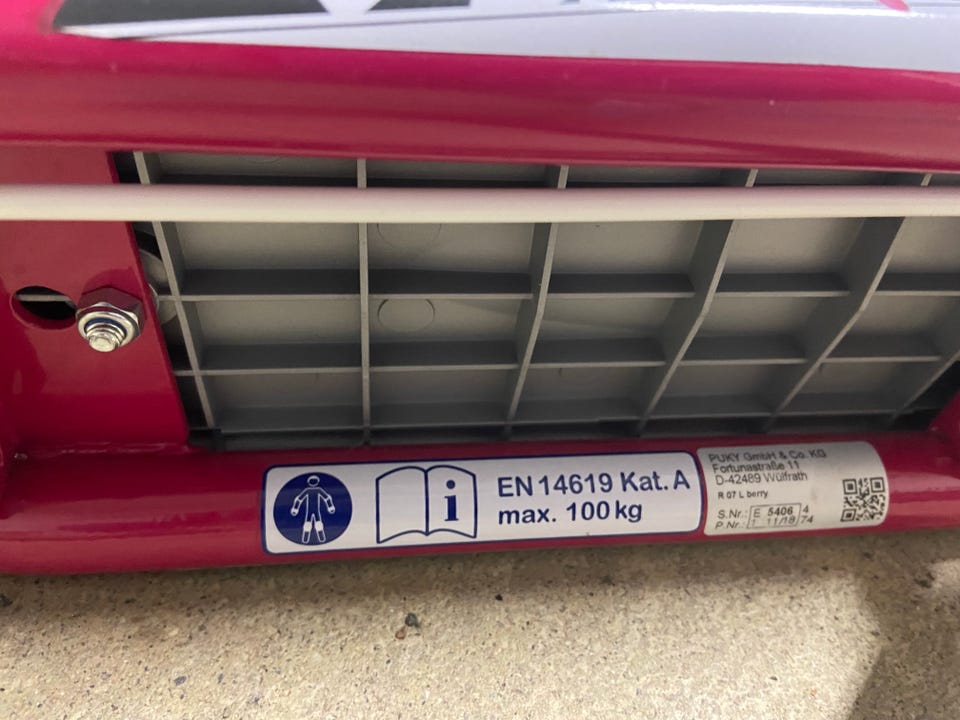 i
EN 14619 Kat. A
max. 100 kg
PUKY GmbH & Co. KG
Fortunastraße 11
D-42489 Wülfrath
R 07 L berry
S.Nr.: E 5406 4
P.Nr.: 1 11/18 74